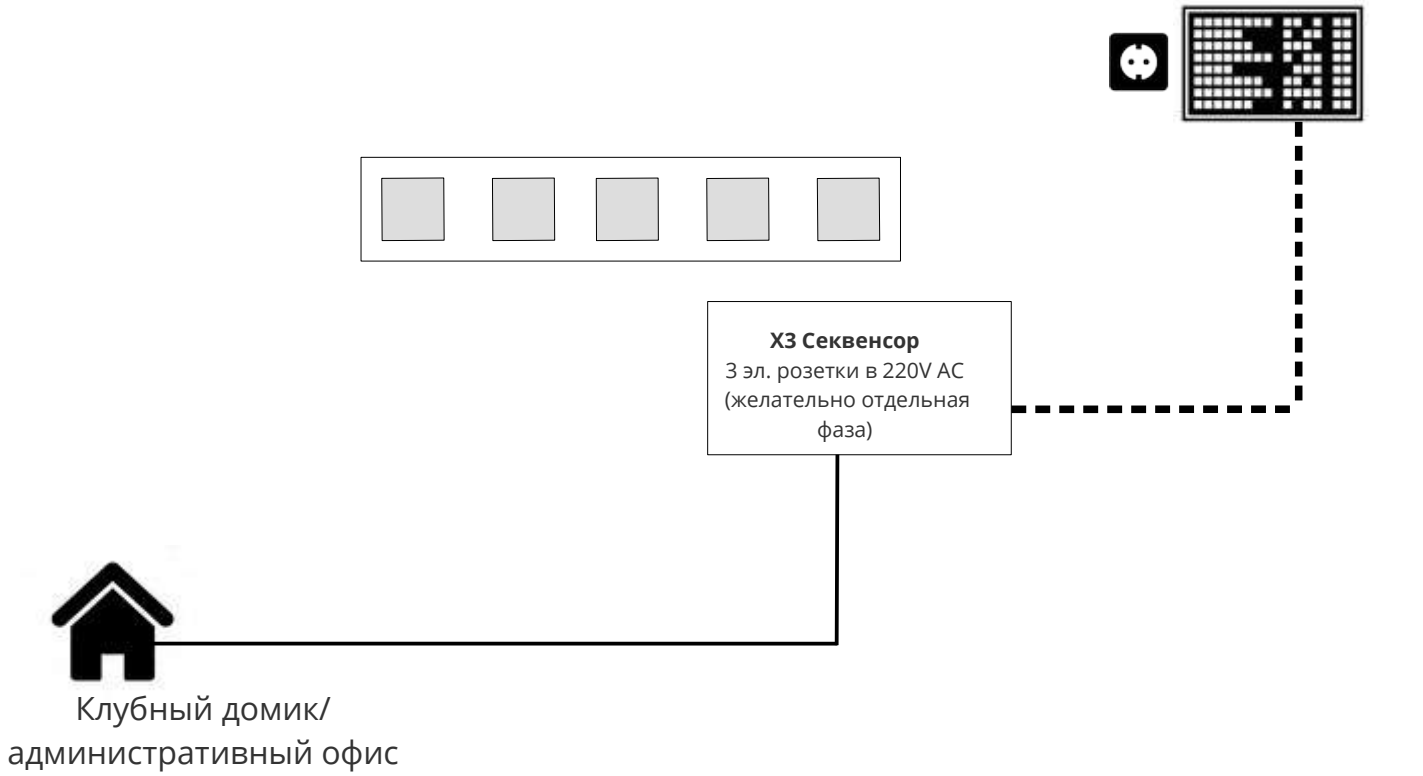 X3 Секвенсор
3 эл. розетки в 220V AC
(желательно отдельная
фаза)
Клубный домик/
административный офис